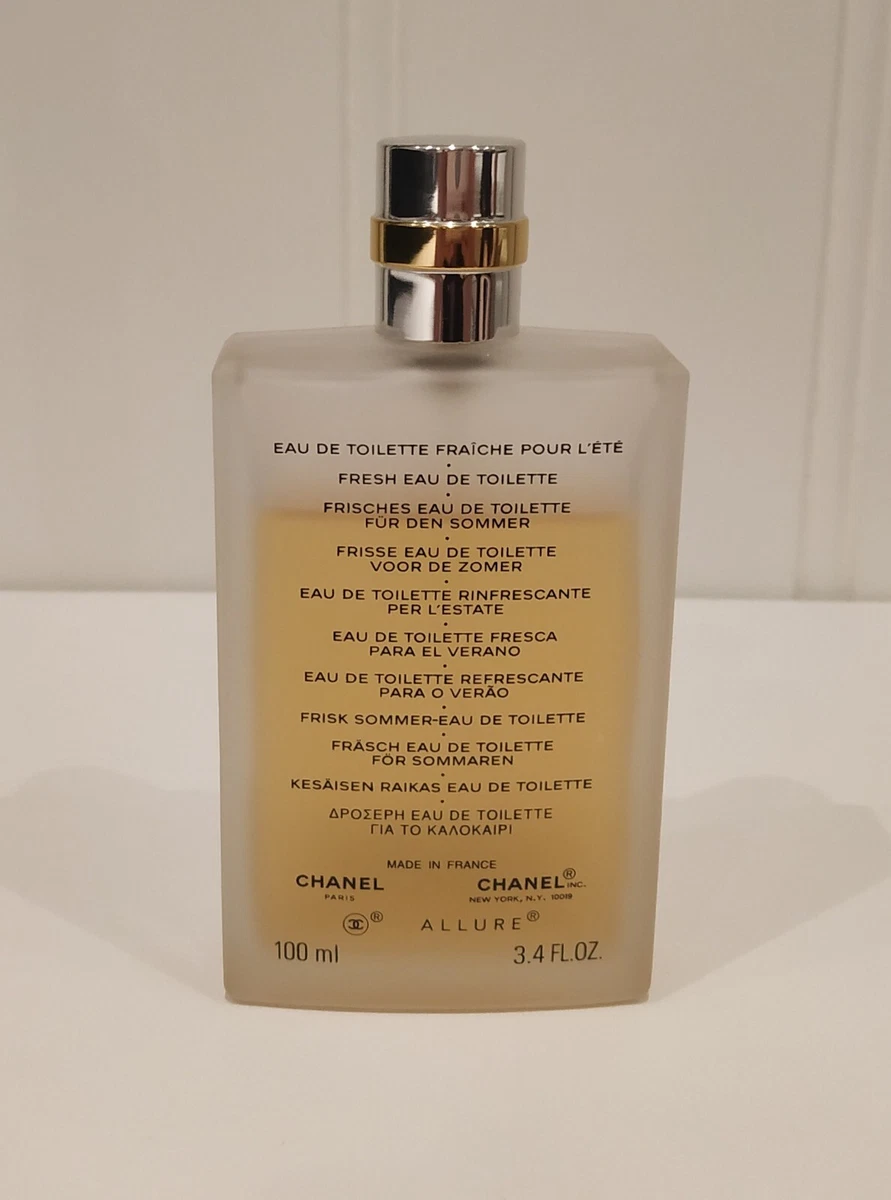 EAU DE TOILETTE FRAÎCHE POUR L'ÉTÉ
•
FRESH EAU DE TOILETTE
•
FRISCHES EAU DE TOILETTE
FÜR DEN SOMMER
•
FRISSE EAU DE TOILETTE
VOOR DE ZOMER
•
EAU DE TOILETTE RINFRESCANTE
PER L'ESTATE
•
EAU DE TOILETTE FRESCA
PARA EL VERANO
•
EAU DE TOILETTE REFRESCANTE
PARA O VERÃO
•
FRISK SOMMER-EAU DE TOILETTE
•
FRÄSCH EAU DE TOILETTE
FÖR SOMMAREN
•
KESÄISEN RAIKAS EAU DE TOILETTE
•
ΔΡΟΣΕΡΗ EAU DE TOILETTE
ΓΙΑ ΤΟ ΚΑΛΟΚΑΙΡΙ
MADE IN FRANCE
CHANEL CHANEL® INC.
PARIS NEW YORK, N.Y. 10019
® ALLURE®
100 ml 3.4 FL.OZ.